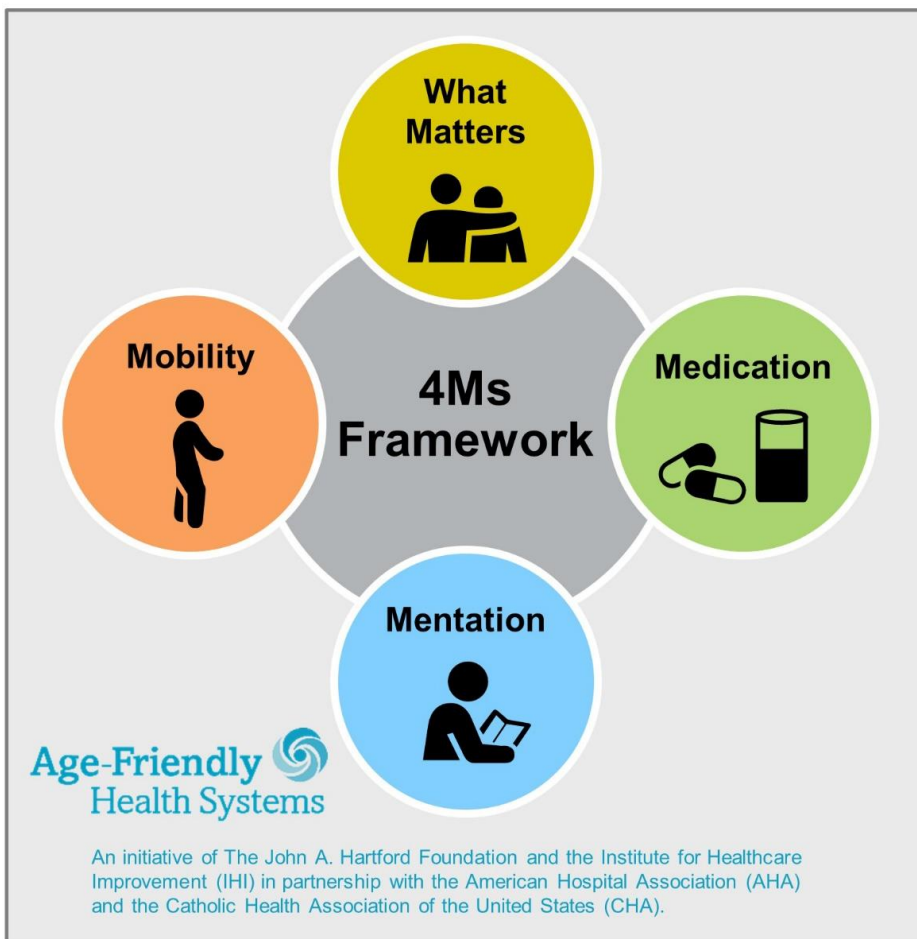 What
Matters
Mobility
4Ms
Framework
Medication
Mentation
Age-Friendly
Health Systems
An initiative of The John A. Hartford Foundation and the Institute for Healthcare
Improvement (IHI) in partnership with the American Hospital Association (AHA)
and the Catholic Health Association of the United States (CHA).